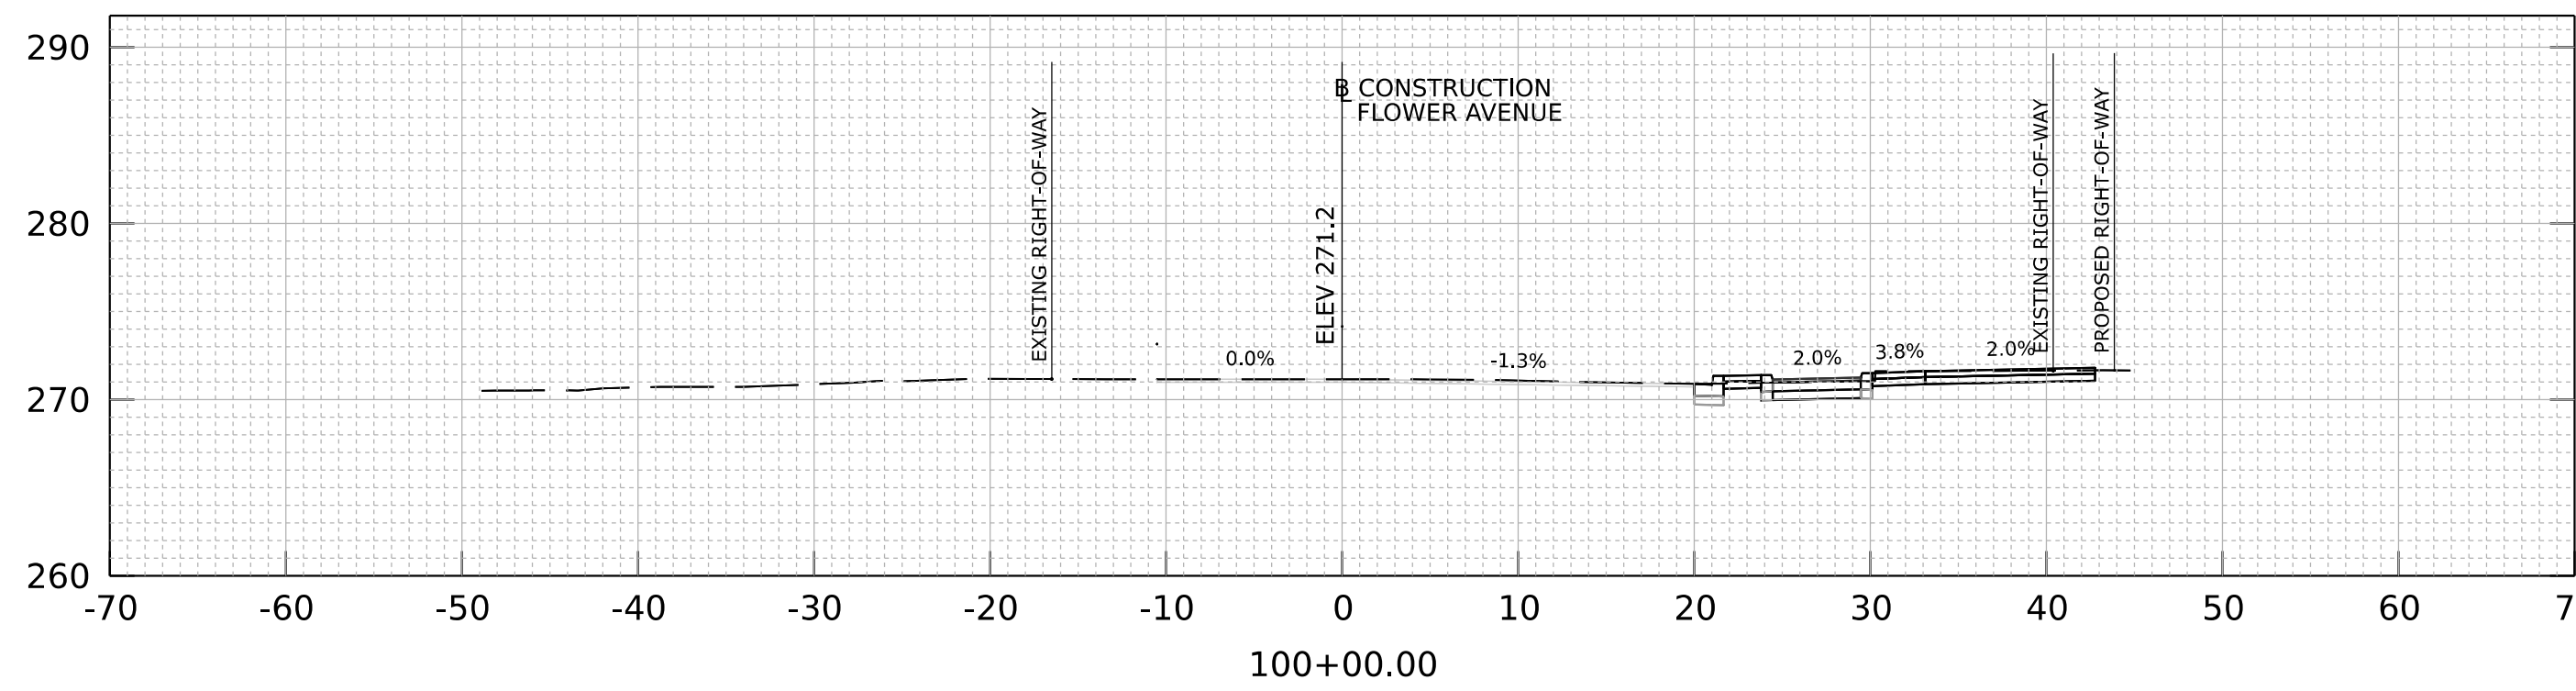 290
280
270
260
EXISTING RIGHT-OF-WAY
BL CONSTRUCTION
FLOWER AVENUE
ELEV 271.2
EXISTING RIGHT-OF-WAY
PROPOSED RIGHT-OF-WAY
0.0%
-1.3%
2.0%
3.8%
2.0%
-70 -60 -50 -40 -30 -20 -10 0 10 20 30 40 50 60 7
100+00.00